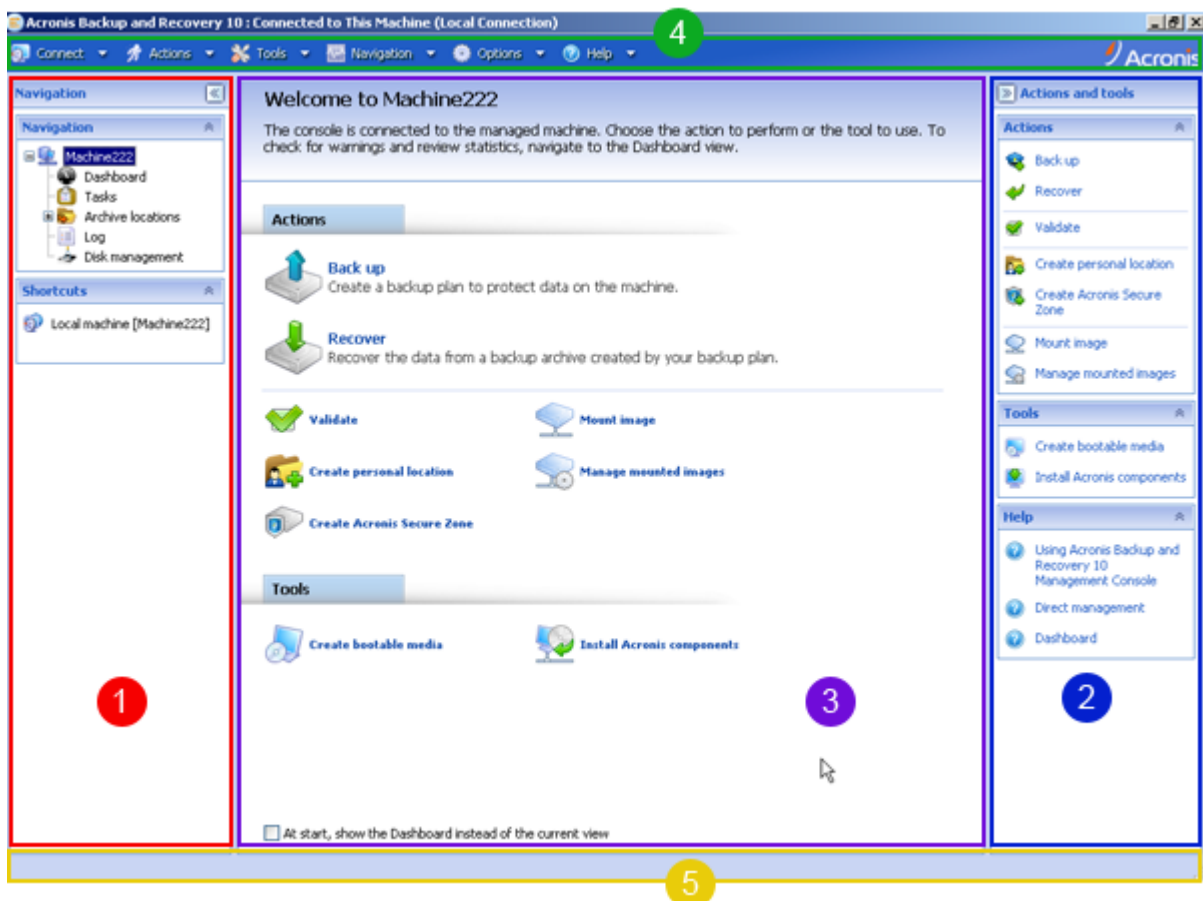 Acronis Backup and Recovery 10 : Connected to This Machine (Local Connection)
4
Connect Actions Tools Navigation Options Help
Acronis
Navigation
Navigation
Machine222
Dashboard
Tasks
Archive locations
Log
Disk management
Shortcuts
Local machine [Machine222]
1
Welcome to Machine222
The console is connected to the managed machine. Choose the action to perform or the tool to use. To
check for warnings and review statistics, navigate to the Dashboard view.
Actions
Back up
Create a backup plan to protect data on the machine.
Recover
Recover the data from a backup archive created by your backup plan.
Validate
Mount image
Create personal location
Manage mounted images
Create Acronis Secure Zone
Tools
Create bootable media
Install Acronis components
3
At start, show the Dashboard instead of the current view
Actions and tools
Actions
Back up
Recover
Validate
Create personal location
Create Acronis Secure
Zone
Mount image
Manage mounted images
Tools
Create bootable media
Install Acronis components
Help
Using Acronis Backup and
Recovery 10
Management Console
Direct management
Dashboard
2
5